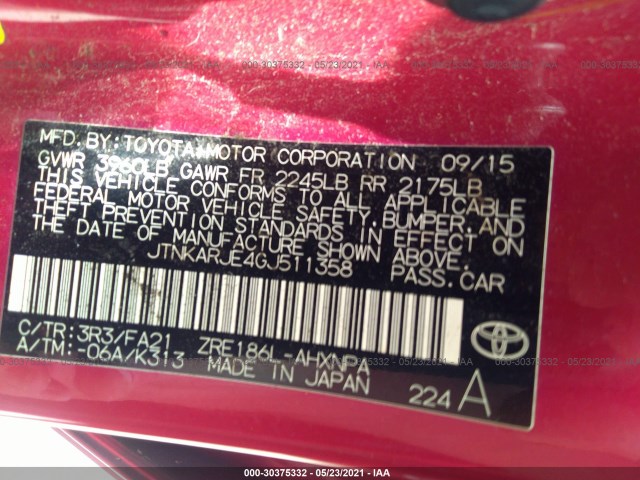 MFD. BY: TOYOTA MOTOR CORPORATION 09/15
GVWR 3960LB GAWR FR 2245LB RR 2175LB
THIS VEHICLE CONFORMS TO ALL APPLICABLE
FEDERAL MOTOR VEHICLE SAFETY, BUMPER, AND
THEFT PREVENTION STANDARDS IN EFFECT ON
THE DATE OF MANUFACTURE SHOWN ABOVE.
JTNKARJE4GJ511358 PASS.CAR
C/TR:3R3/FA21 ZRE186L-AHXNPA
A/TM:-06A/K313 MADE IN JAPAN
224 A
000-30375332 - 05/23/2021 - IAA